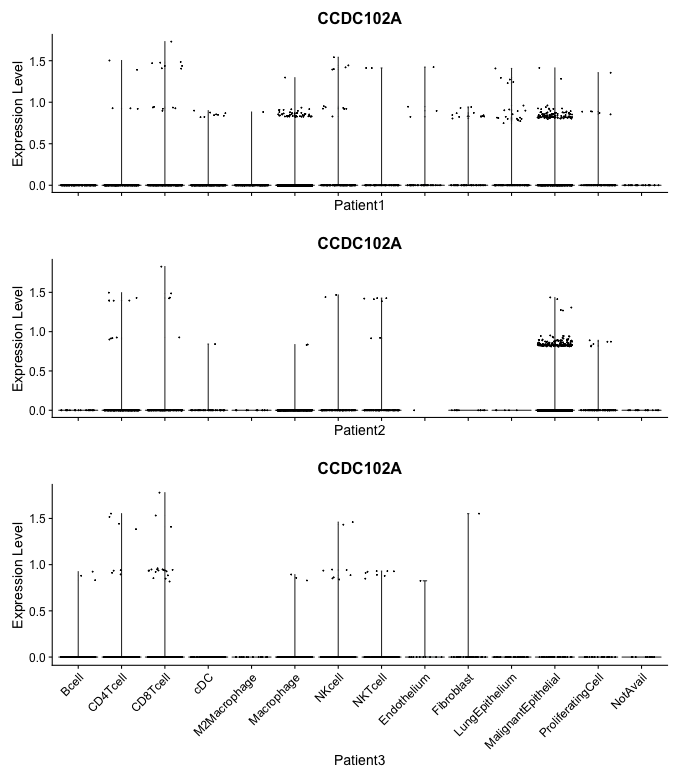 CCDC102A
Expression Level
1.5
1.0
0.5
0.0
Patient1
CCDC102A
Expression Level
1.5
1.0
0.5
0.0
Patient2
CCDC102A
Expression Level
1.5
1.0
0.5
0.0
Bcell
CD4Tcell
CD8Tcell
cDC
M2Macrophage
Macrophage
NKcell
NKTcell
Endothelium
Fibroblast
LungEpithelium
MalignantEpithelial
ProliferatingCell
NotAvail
Patient3